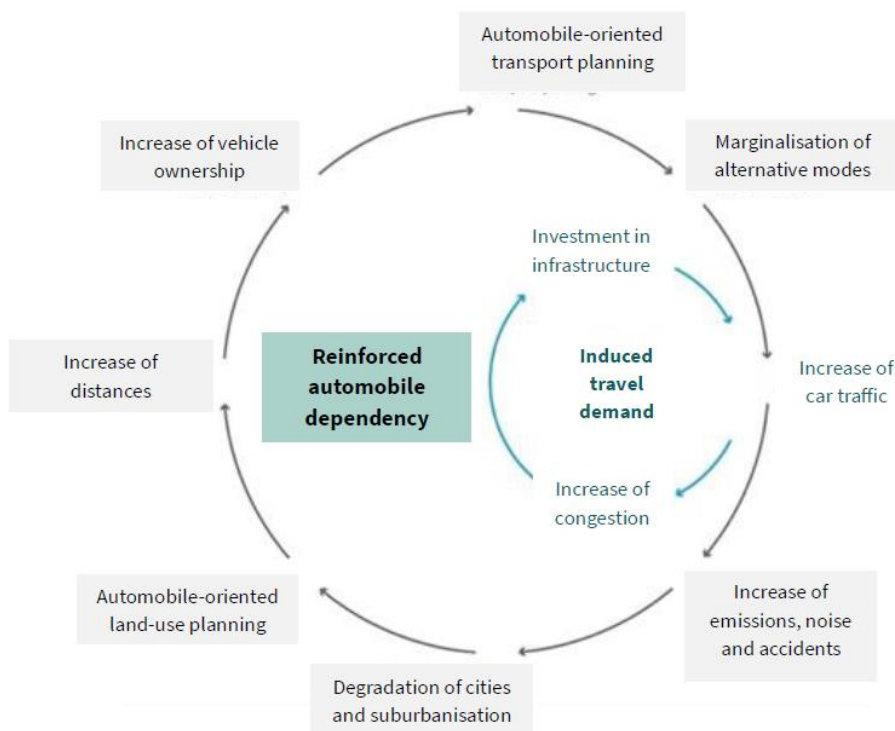 Automobile-oriented
transport planning
Increase of vehicle
ownership
Marginalisation of
alternative modes
Investment in
infrastructure
Increase of
distances
Reinforced
automobile
dependency
Induced
travel
demand
Increase of
car traffic
Increase of
congestion
Automobile-oriented
land-use planning
Increase of
emissions, noise
and accidents
Degradation of cities
and suburbanisation